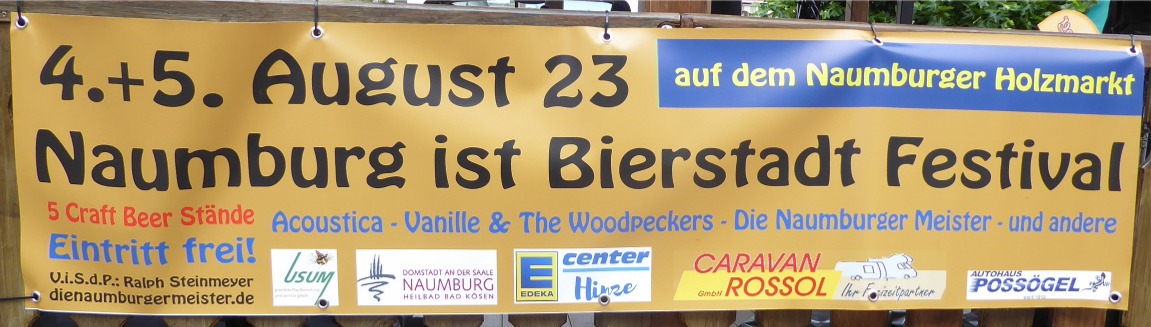 4.+5. August 23
auf dem Naumburger Holzmarkt
Naumburg ist Bierstadt Festival
5 Craft Beer Stände
Eintritt frei!
Acoustica - Vanille & The Woodpeckers - Die Naumburger Meister - und andere
V.i.S.d.P.: Ralph Steinmeyer
dienaumburgermeister.de
LISUM
DOMSTADT AN DER SAALE
NAUMBURG
HEILBAD BAD KÖSEN
E center
EDEKA
Hinze
CARAVAN
GmbH ROSSOL
Ihr Freizeitpartner
AUTOHAUS
POSSÖGEL